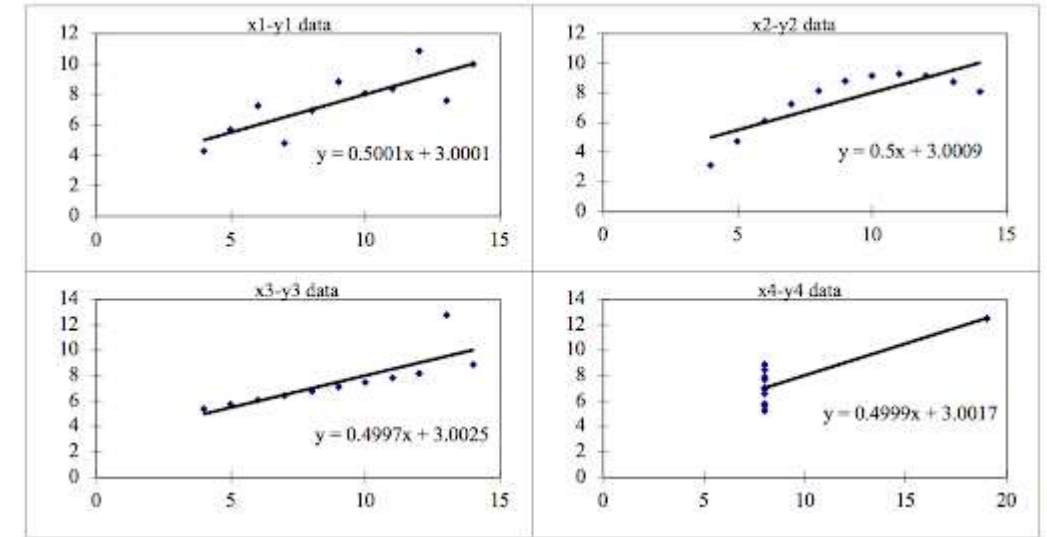 x1-y1 data
12
10
8
6
4
2
0
y = 0.5001x + 3.0001
0 5 10 15
x2-y2 data
12
10
8
6
4
2
0
y = 0.5x + 3.0009
0 5 10 15
x3-y3 data
14
12
10
8
6
4
2
0
y = 0.4997x + 3.0025
0 5 10 15
x4-y4 data
14
12
10
8
6
4
2
0
y = 0.4999x + 3.0017
0 5 10 15 20